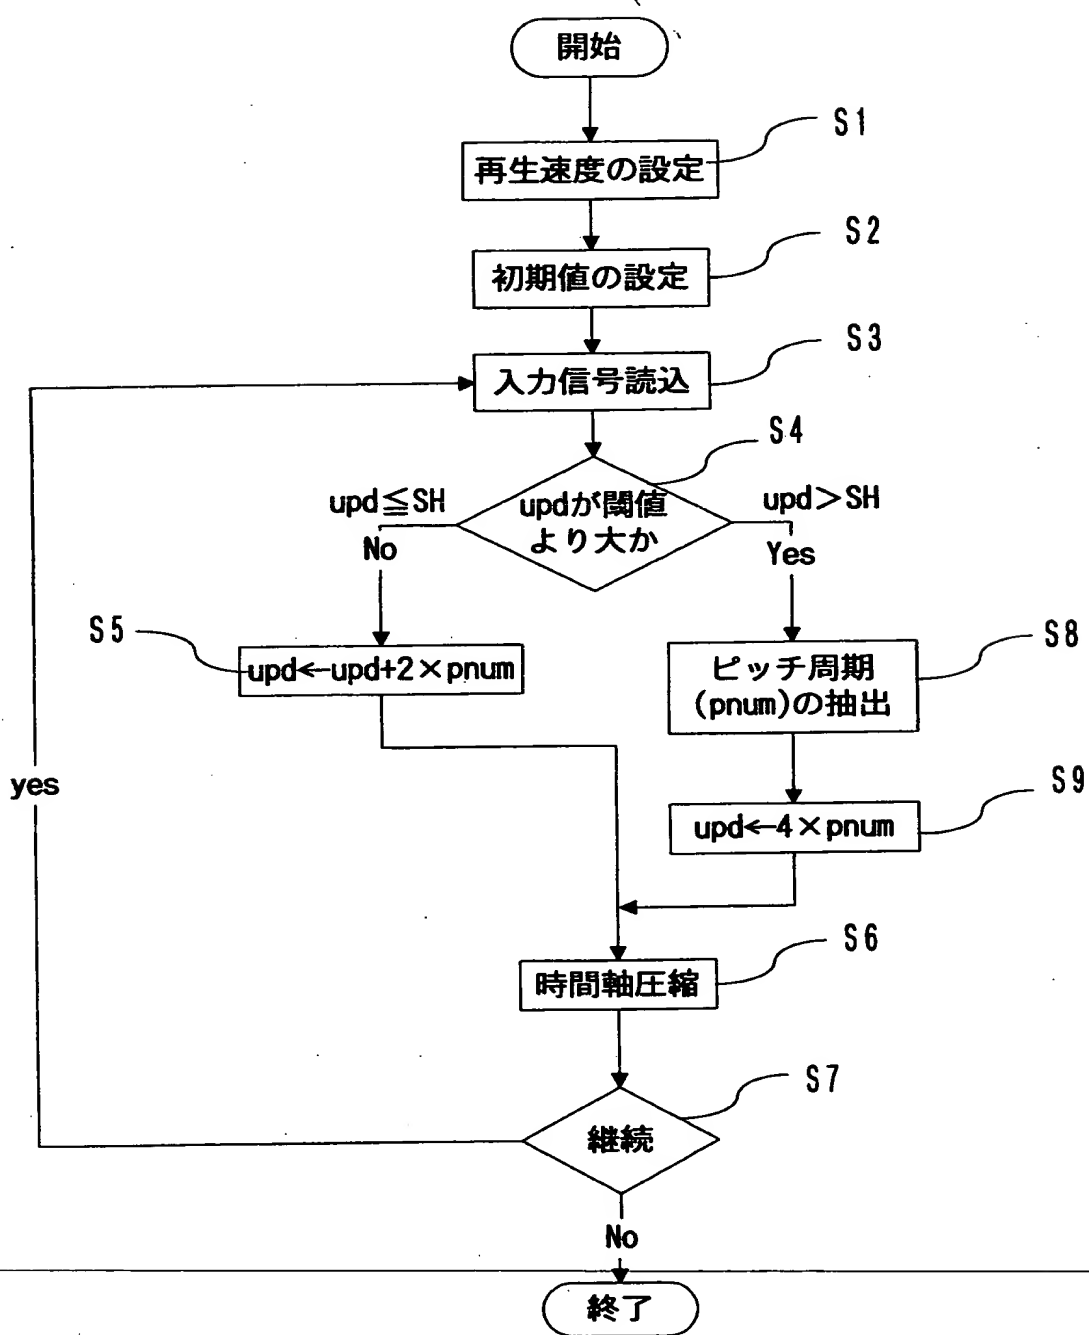 開始
S1
再生速度の設定
S2
初期値の設定
S3
入力信号読込
S4
upd≦SH
updが閾値
より大か
upd>SH
No
Yes
S5
upd←upd+2×pnum
S8
ピッチ周期
(pnum)の抽出
yes
S9
upd←4×pnum
S6
時間軸圧縮
S7
継続
No
終了